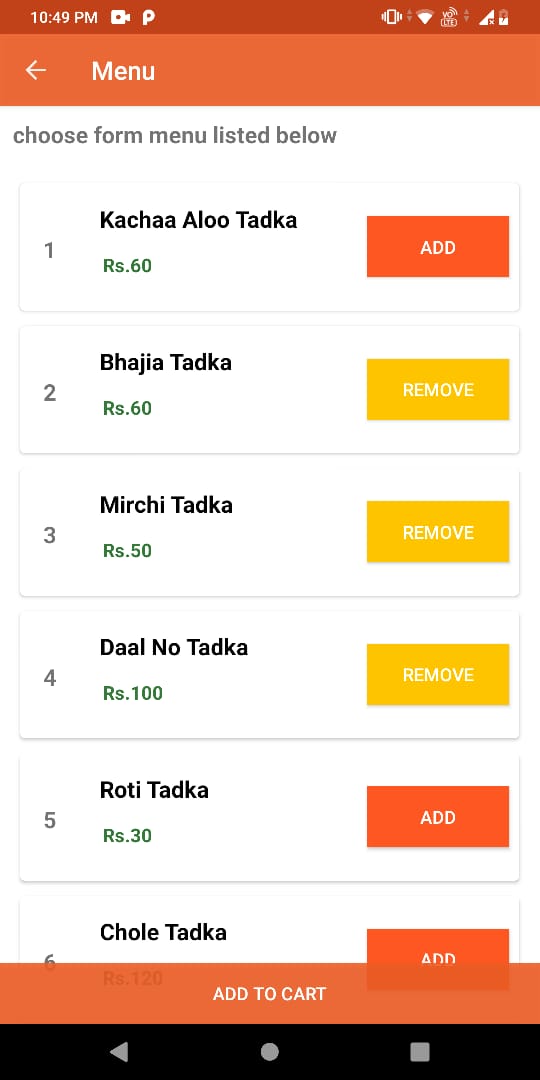 10:49 PM
VO LTE
Menu
choose form menu listed below
1
Kachaa Aloo Tadka
Rs.60
ADD
2
Bhajia Tadka
Rs.60
REMOVE
3
Mirchi Tadka
Rs.50
REMOVE
4
Daal No Tadka
Rs.100
REMOVE
5
Roti Tadka
Rs.30
ADD
6
Chole Tadka
Rs.120
ADD
ADD TO CART